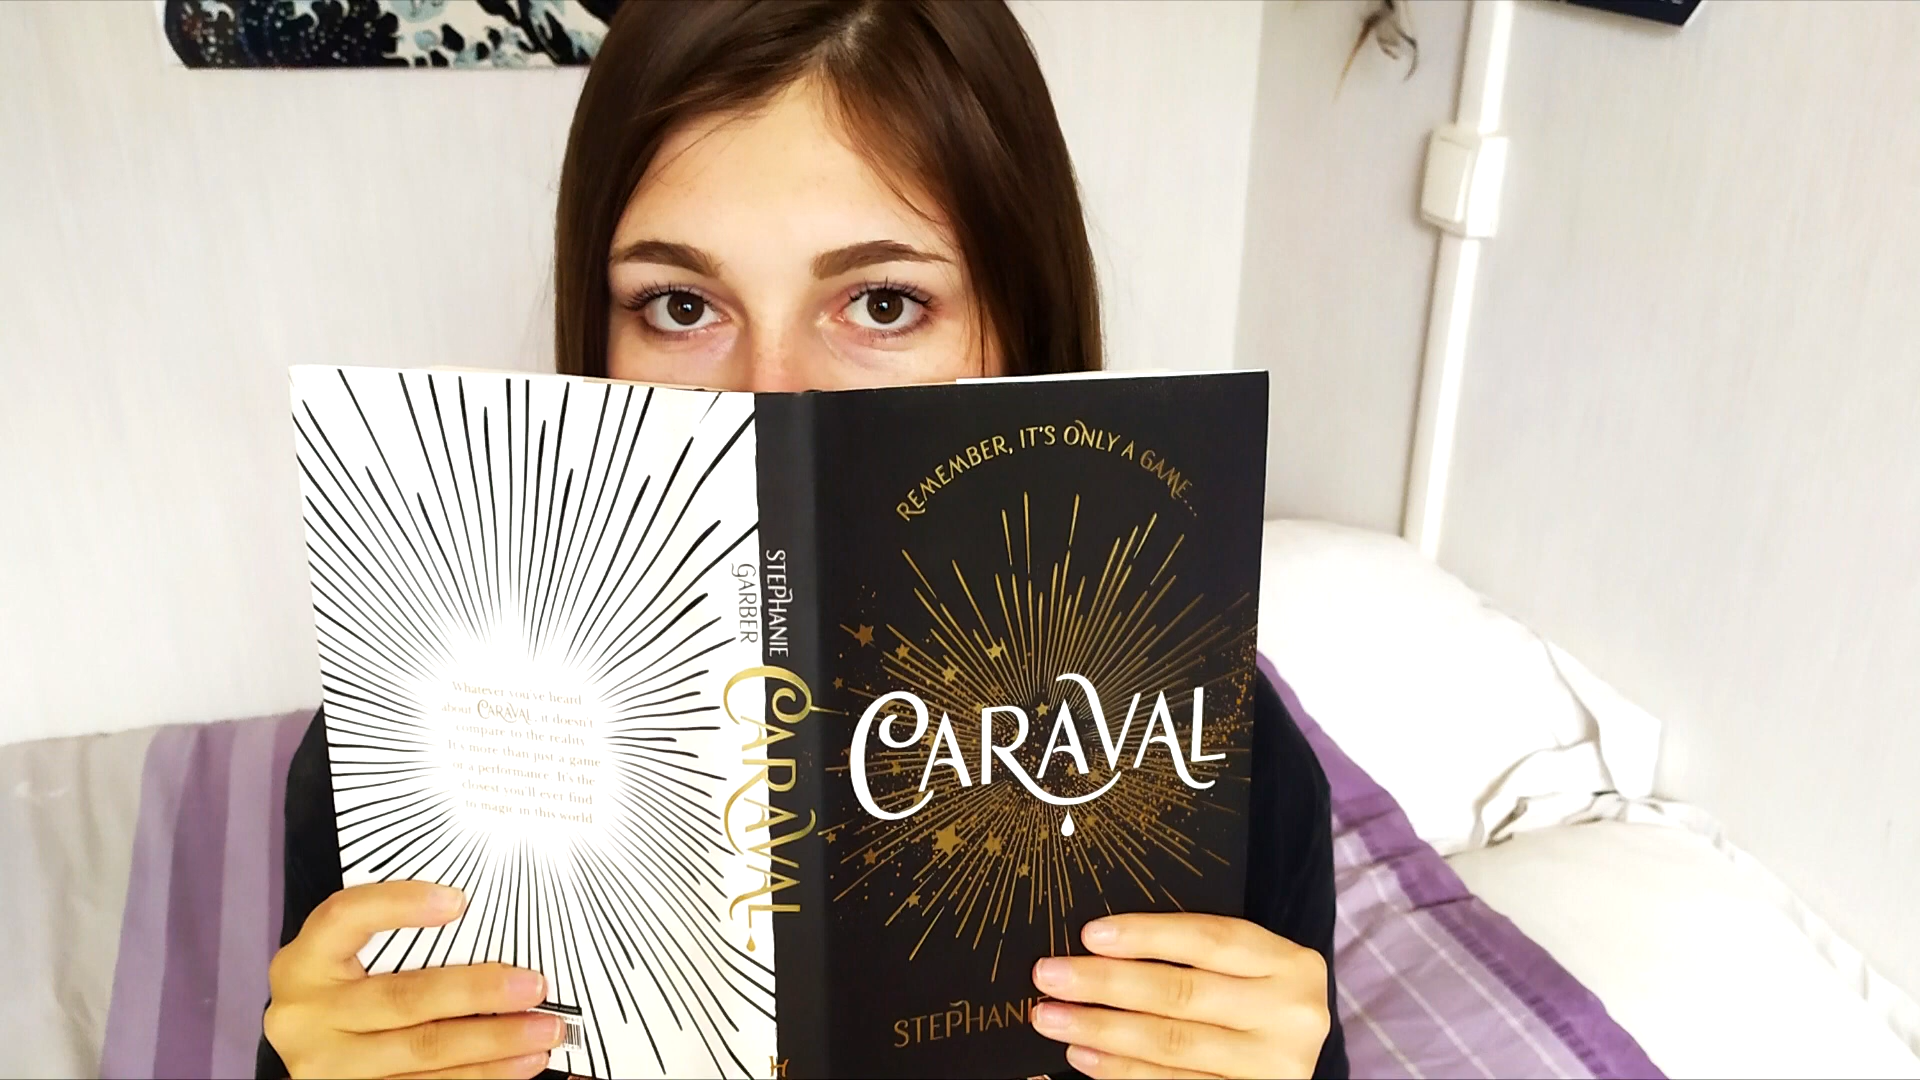 Whatever you've heard
about CARAVAL, it doesn't
compare to the reality.
It's more than just a game
or a performance. It's the
closest you'll ever find
to magic in this world
STEPHANIE
GARBER
CARAVAL
H
REMEMBER, IT'S ONLY A GAME...
CARAVAL
STEPHANIE